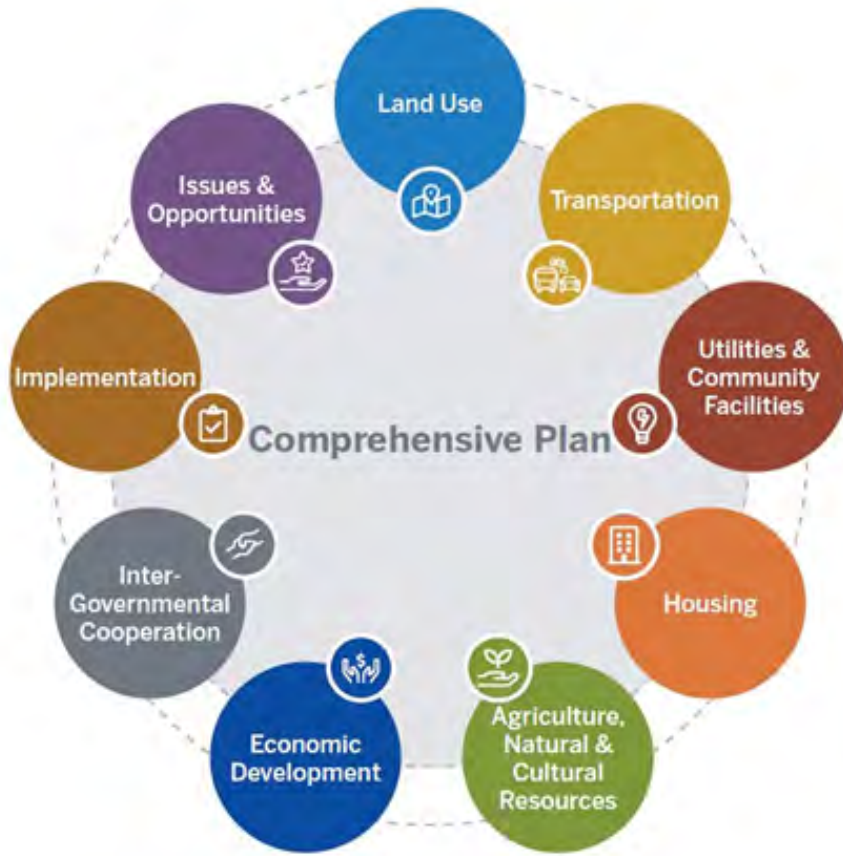 Land Use
Transportation
Utilities &
Community
Facilities
Housing
Agriculture,
Natural &
Cultural
Resources
Economic
Development
Inter-
Governmental
Cooperation
Implementation
Issues &
Opportunities
Comprehensive Plan